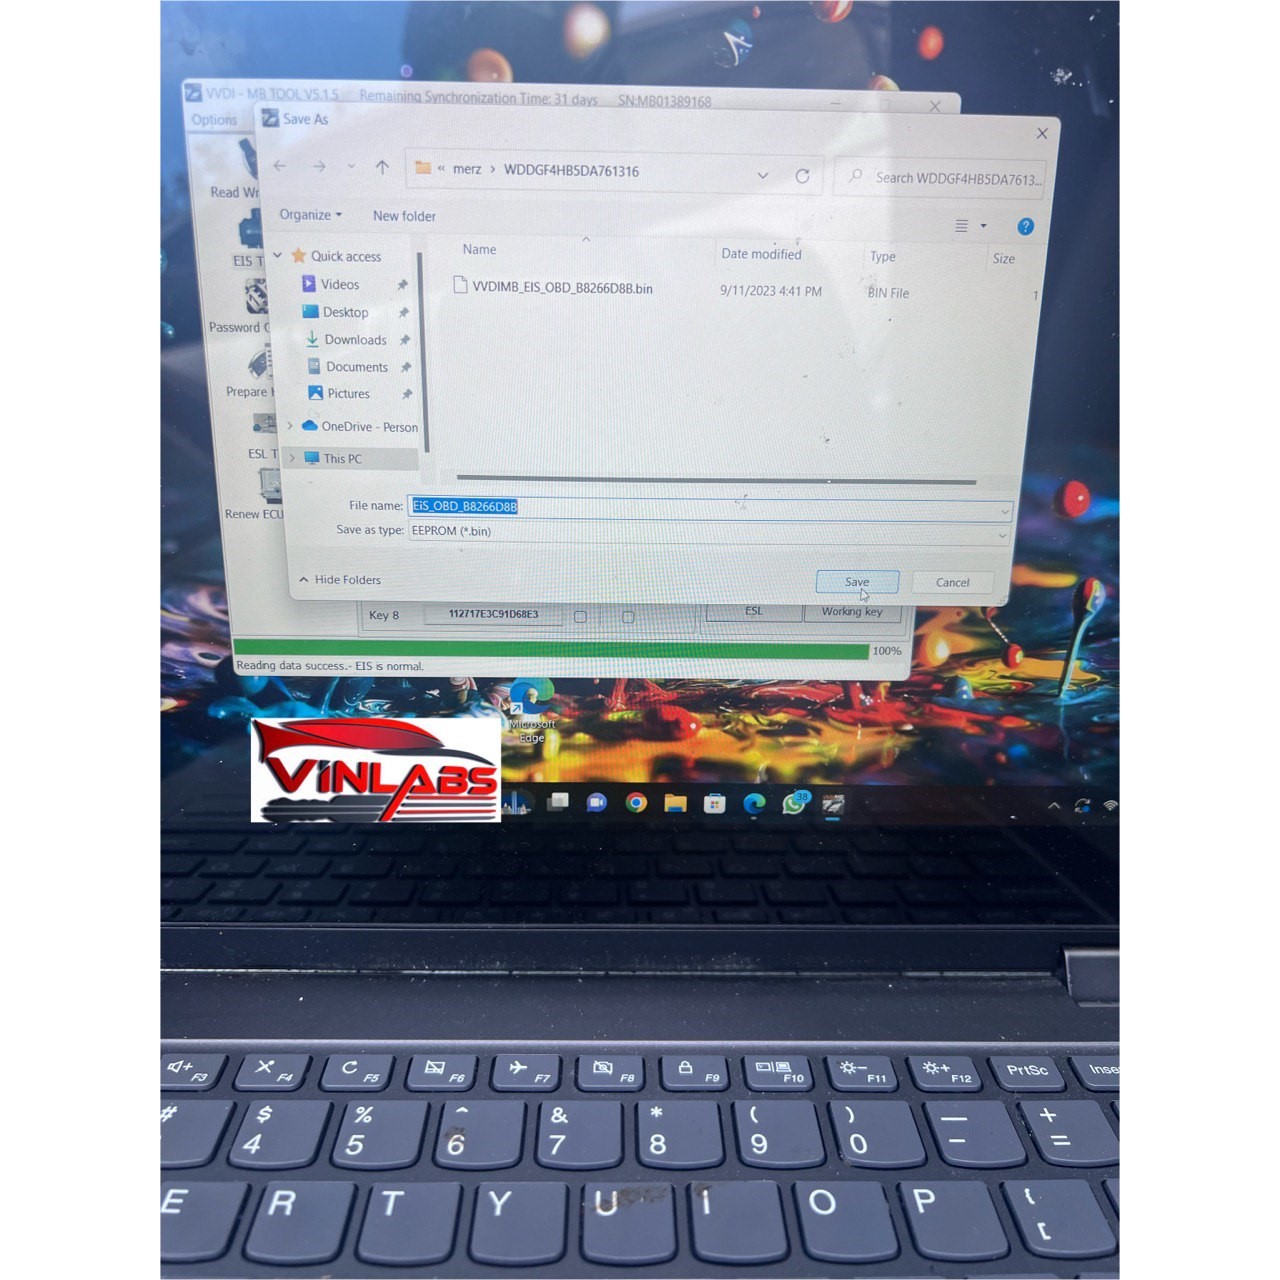 VVDI - MB TOOL V5.1.5 Remaining Synchronization Time: 31 days SN:MB01389168
Options
Save As
« merz > WDDGF4HB5DA761316
Search WDDGF4HB5DA7613...
Organize
New folder
Name
Date modified
Type
Size
VVDIMB_EIS_OBD_B8266D8B.bin
9/11/2023 4:41 PM
BIN File
1
Quick access
Videos
Desktop
Downloads
Documents
Pictures
OneDrive - Person
This PC
Read Wr
EIS T
Password
Prepare
ESL T
Renew ECU
File name: EiS_OBD_B8266D8B
Save as type: EEPROM (*.bin)
Hide Folders
Save
Cancel
Key 8
112717E3C91D68E3
ESL
Working key
100%
Reading data success.- EIS is normal.
Microsoft
Edge
VINLABS
38
F3 F4 F5 F6 F7 F8 F9 F10 F11 F12 PrtSc Inse
# $ % ^ & * ( ) — +
4 5 6 7 8 9 0 - =
E R T Y U I O P {
[